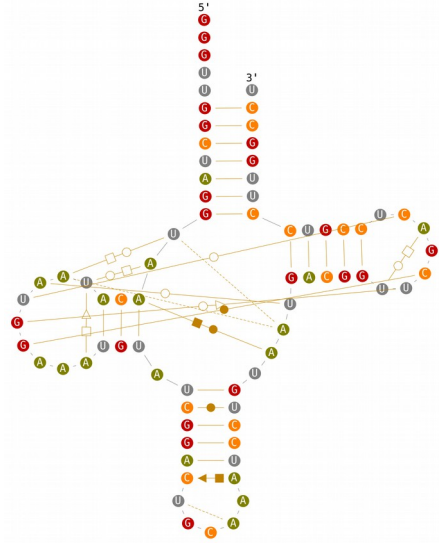 5'
G
G
G
U
3'
U U
G C
G C
C G
U G
A U
G U
G C U C
U C U G C C A
G
A
A A U G A C G G C
U U
U A C A U
G A
G U G U A
A A A
A U
U G
C U
G C
G C
A U
C A
U A
G A
C